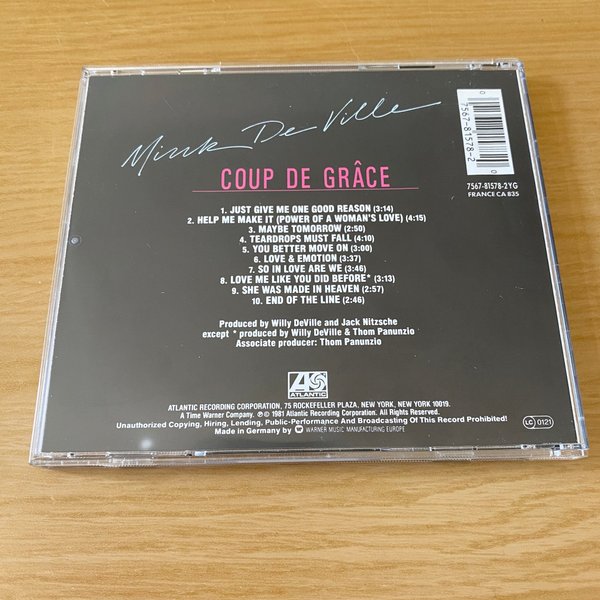 Mink De Ville
COUP DE GRÂCE
0
7567-81578-2
0
7567-81578-2 YG
FRANCE CA 835
1. JUST GIVE ME ONE GOOD REASON (3:14)
2. HELP ME MAKE IT (POWER OF A WOMAN'S LOVE) (4:15)
3. MAYBE TOMORROW (2:50)
4. TEARDROPS MUST FALL (4:10)
5. YOU BETTER MOVE ON (3:00)
6. LOVE & EMOTION (3:37)
7. SO IN LOVE ARE WE (3:46)
8. LOVE ME LIKE YOU DID BEFORE* (3:13)
9. SHE WAS MADE IN HEAVEN (2:57)
10. END OF THE LINE (2:46)
Produced by Willy DeVille and Jack Nitzsche
except * produced by Willy DeVille & Thom Panunzio
Associate producer: Thom Panunzio
ATLANTIC
ATLANTIC RECORDING CORPORATION, 75 ROCKEFELLER PLAZA, NEW YORK, NEW YORK 10019.
A Time Warner Company. ℗ © 1981 Atlantic Recording Corporation. All Rights Reserved.
Unauthorized Copying, Hiring, Lending, Public-Performance And Broadcasting Of This Record Prohibited!
Made in Germany by WARNER MUSIC MANUFACTURING EUROPE
LC 0121